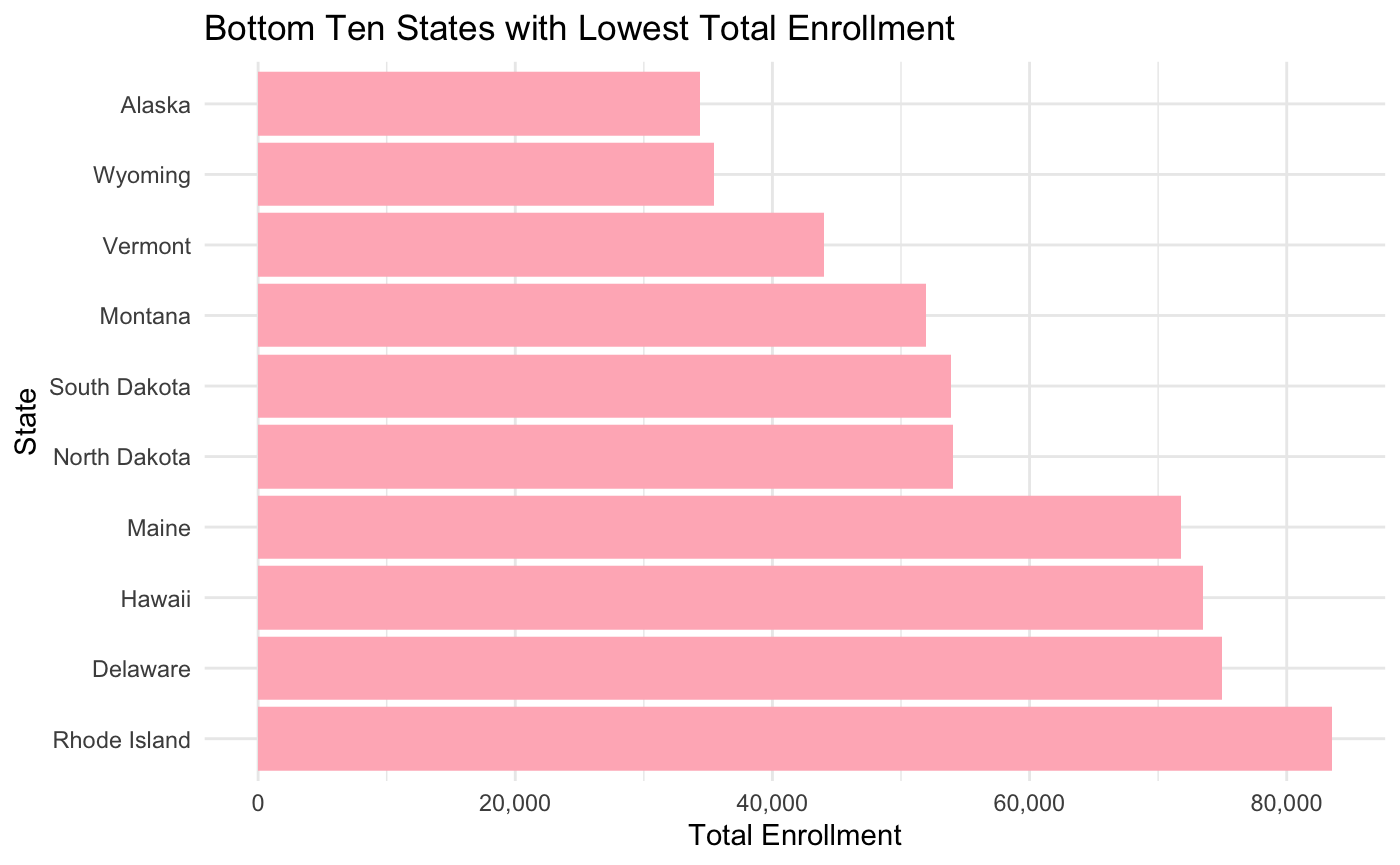 Bottom Ten States with Lowest Total Enrollment
Alaska
Wyoming
Vermont
Montana
South Dakota
North Dakota
Maine
Hawaii
Delaware
Rhode Island
State
0 20,000 40,000 60,000 80,000
Total Enrollment